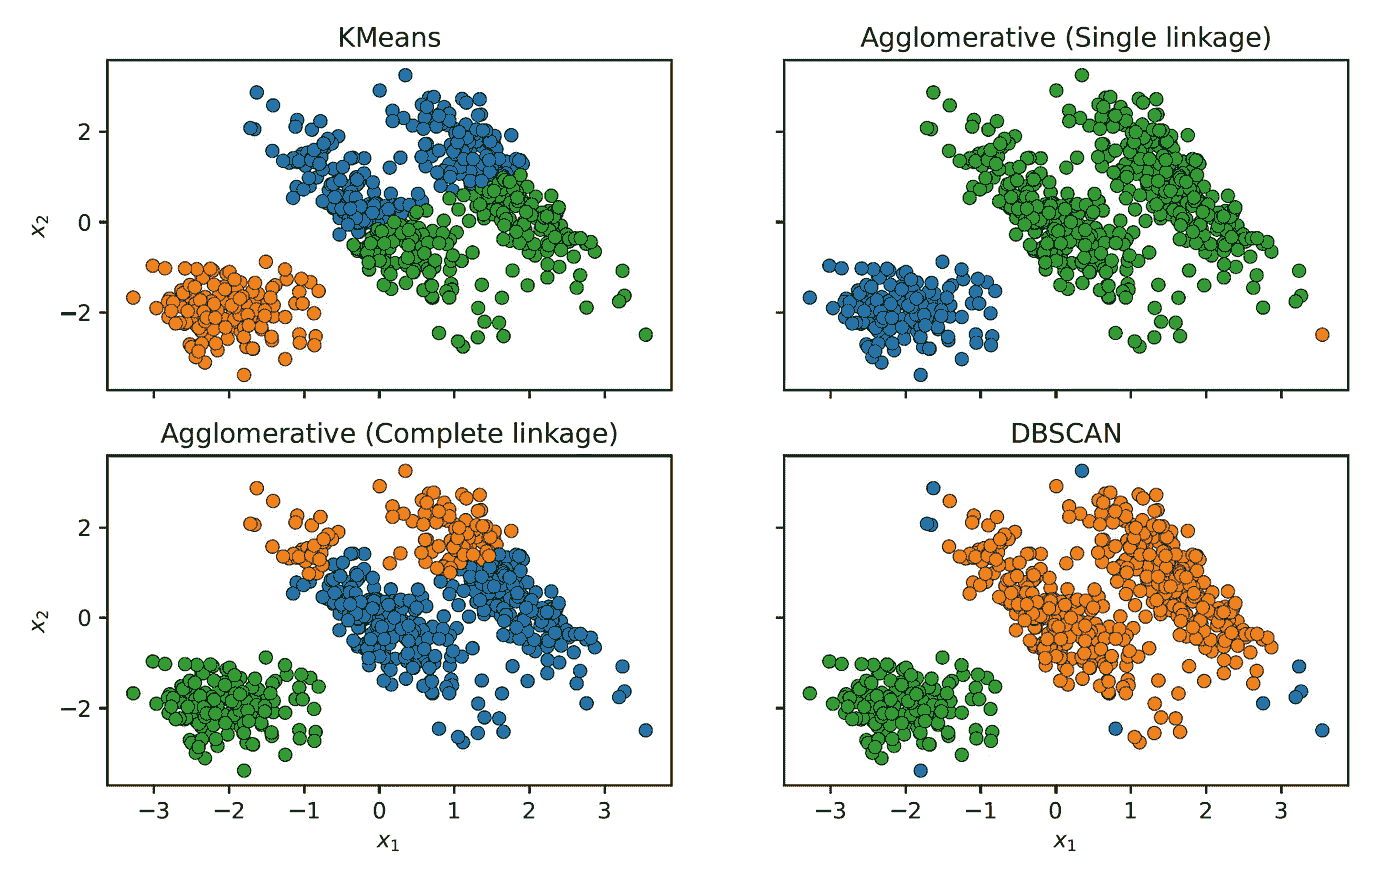 KMeans
Agglomerative (Single linkage)
x₂
2
0
−2
Agglomerative (Complete linkage)
DBSCAN
x₂
2
0
−2
−3 −2 −1 0 1 2 3
−3 −2 −1 0 1 2 3
x₁
x₁